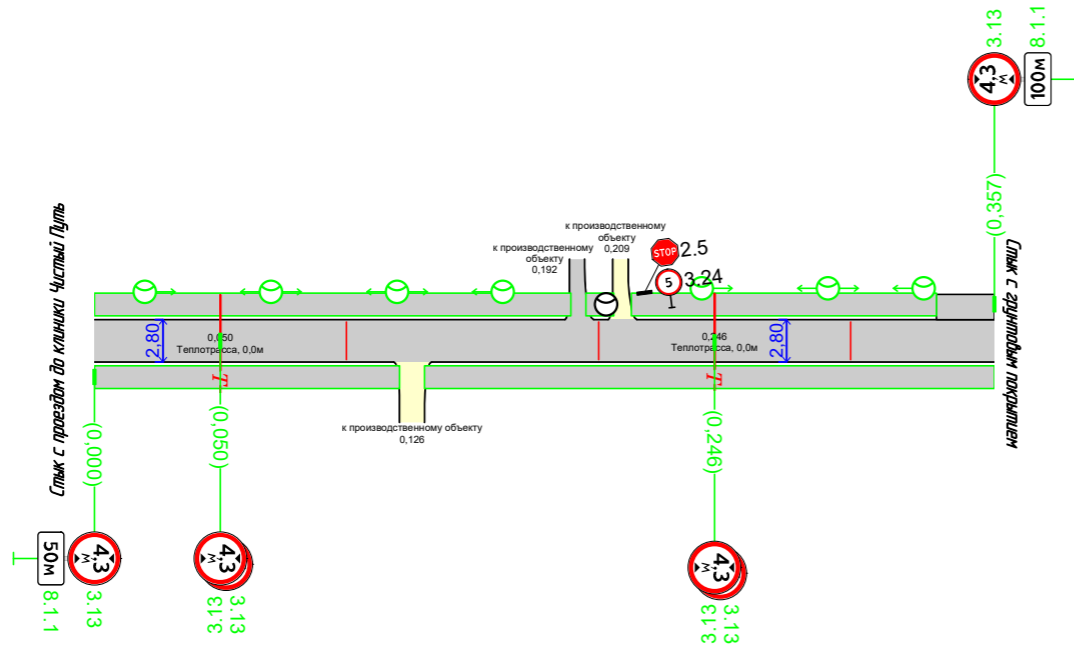 3.13
8.1.1
4,3
М
100м
(0,357)
Стык с проездом до клиники Чистый Путь
к производственному
объекту
0,209
к производственному
объекту
0,192
STOP
2.5
5
3.24
Стык с грунтовым покрытием
2,80
0,050
Теплотрасса, 0,0м
0,246
Теплотрасса, 0,0м
2,80
Т
Т
(0,000)
(0,050)
к производственному объекту
0,126
(0,246)
50м
4,3
М
4,3
М
4,3
М
8.1.1
3.13
3.13
3.13
3.13
3.13